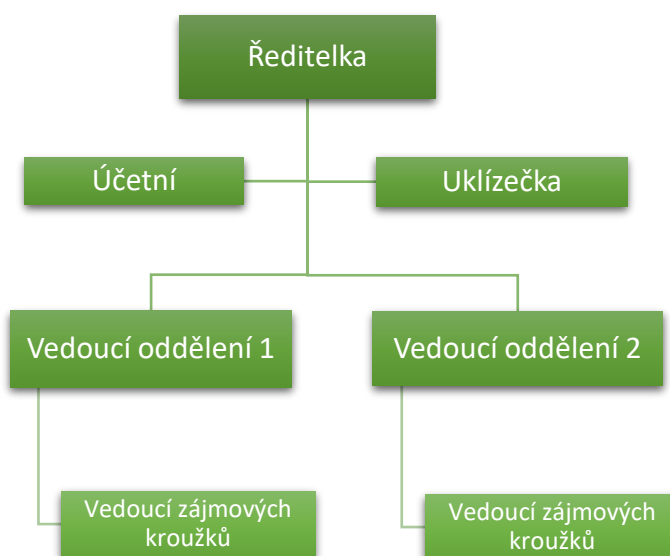 Ředitelka
Účetní
Uklízečka
Vedoucí oddělení 1
Vedoucí oddělení 2
Vedoucí zájmových
kroužků
Vedoucí zájmových
kroužků